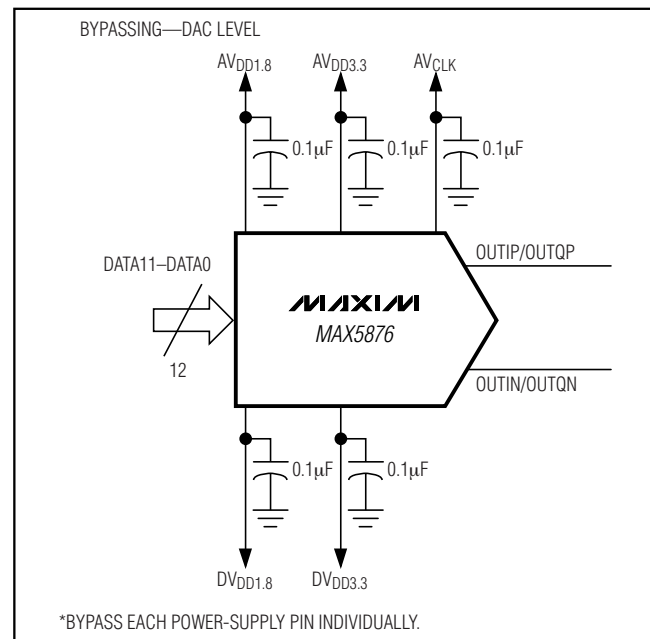 BYPASSING—DAC LEVEL
AVDD1.8 AVDD3.3 AVCLK
0.1µF 0.1µF 0.1µF
OUTIP/OUTQP
DATA11–DATA0
MAXIM
MAX5876
12
OUTIN/OUTQN
0.1µF 0.1µF
DVDD1.8 DVDD3.3
*BYPASS EACH POWER-SUPPLY PIN INDIVIDUALLY.